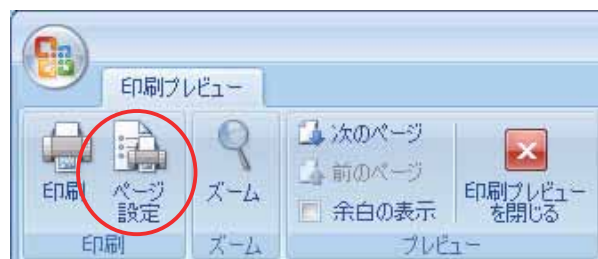 印刷プレビュー
印刷
ページ
設定
ズーム
次のページ
前のページ
余白の表示
印刷プレビュー
を閉じる
印刷
ズーム
プレビュー